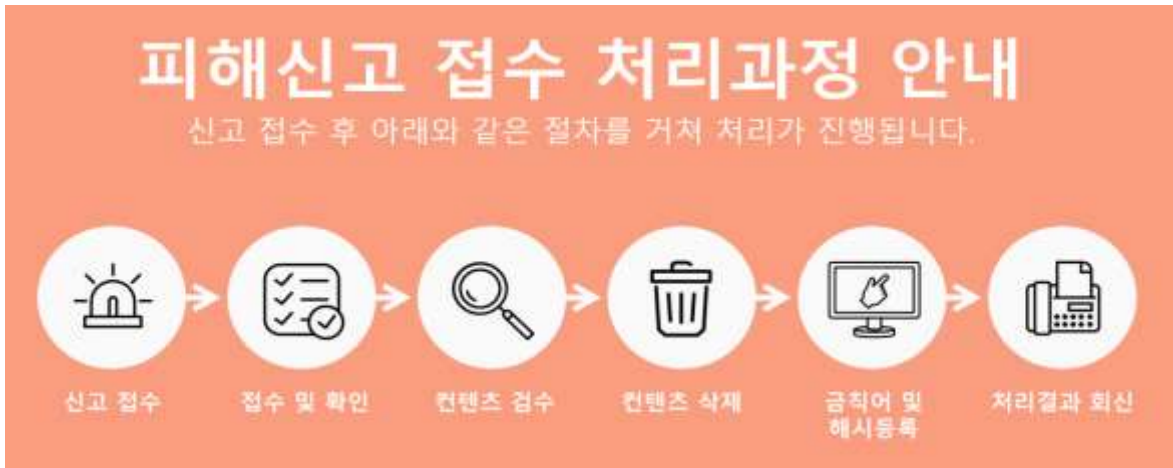 피해신고 접수 처리과정 안내
신고 접수 후 아래와 같은 절차를 거쳐 처리가 진행됩니다.
신고 접수
접수 및 확인
컨텐츠 검수
컨텐츠 삭제
금칙어 및
해시등록
처리결과 회신